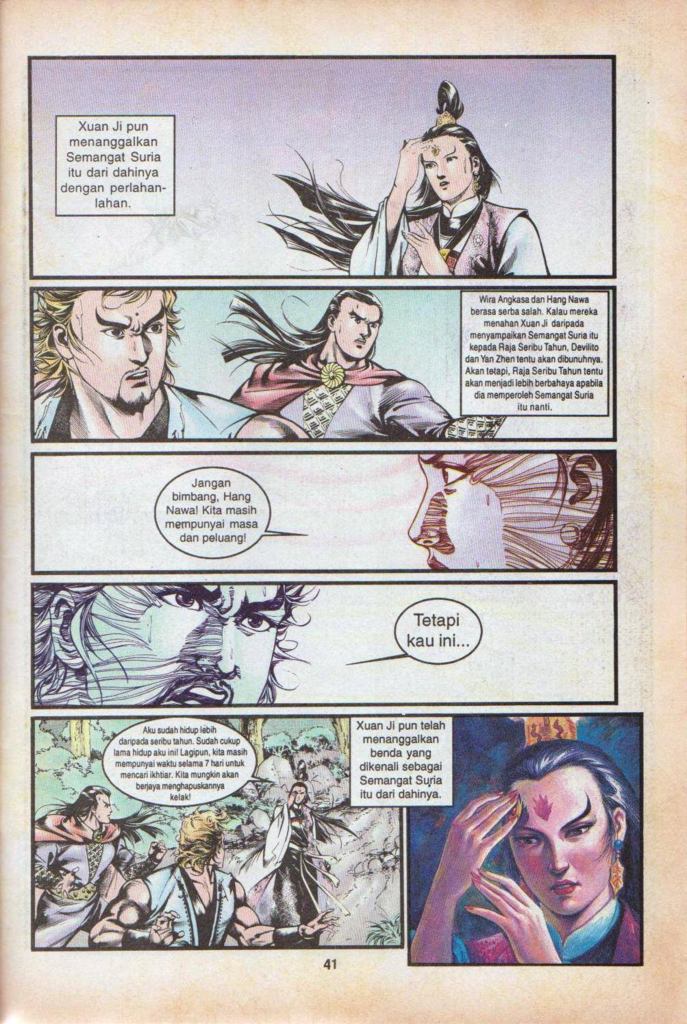 Xuan Ji pun
menanggalkan
Semangat Suria
itu dari dahinya
dengan perlahan-
lahan.
Wira Angkasa dan Hang Nawa
berasa serba salah. Kalau mereka
menahan Xuan Ji daripada
menyampaikan Semangat Suria itu
kepada Raja Seribu Tahun, Devilito
dan Yan Zhen tentu akan dibunuhnya.
Akan tetapi, Raja Seribu Tahun tentu
akan menjadi lebih berbahaya apabila
dia memperoleh Semangat Suria
itu nanti.
Jangan
bimbang, Hang
Nawa! Kita masih
mempunyai masa
dan peluang!
Tetapi
kau ini...
Aku sudah hidup lebih
daripada seribu tahun. Sudah cukup
lama hidup aku ini! Lagipun, kita masih
mempunyai waktu selama 7 hari untuk
mencari ikhtiar. Kita mungkin akan
berjaya menghapuskannya
kelak!
Xuan Ji pun telah
menanggalkan
benda yang
dikenali sebagai
Semangat Suria
itu dari dahinya.
41